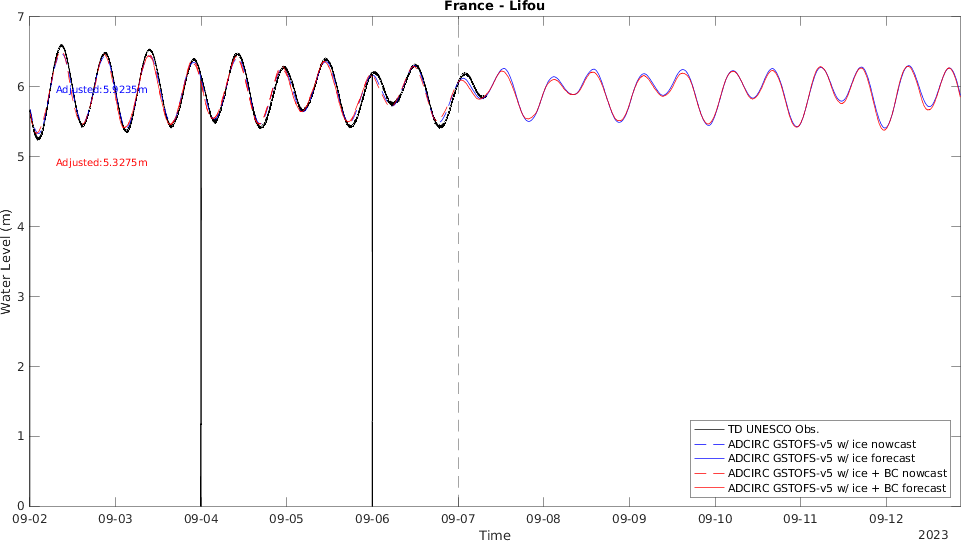 France - Lifou
7
6
5
4
3
2
1
0
Water Level (m)
Adjusted:5.9235m
Adjusted:5.3275m
TD UNESCO Obs.
ADCIRC GSTOFS-v5 w/ ice nowcast
ADCIRC GSTOFS-v5 w/ ice forecast
ADCIRC GSTOFS-v5 w/ ice + BC nowcast
ADCIRC GSTOFS-v5 w/ ice + BC forecast
09-02 09-03 09-04 09-05 09-06 09-07 09-08 09-09 09-10 09-11 09-12
Time
2023